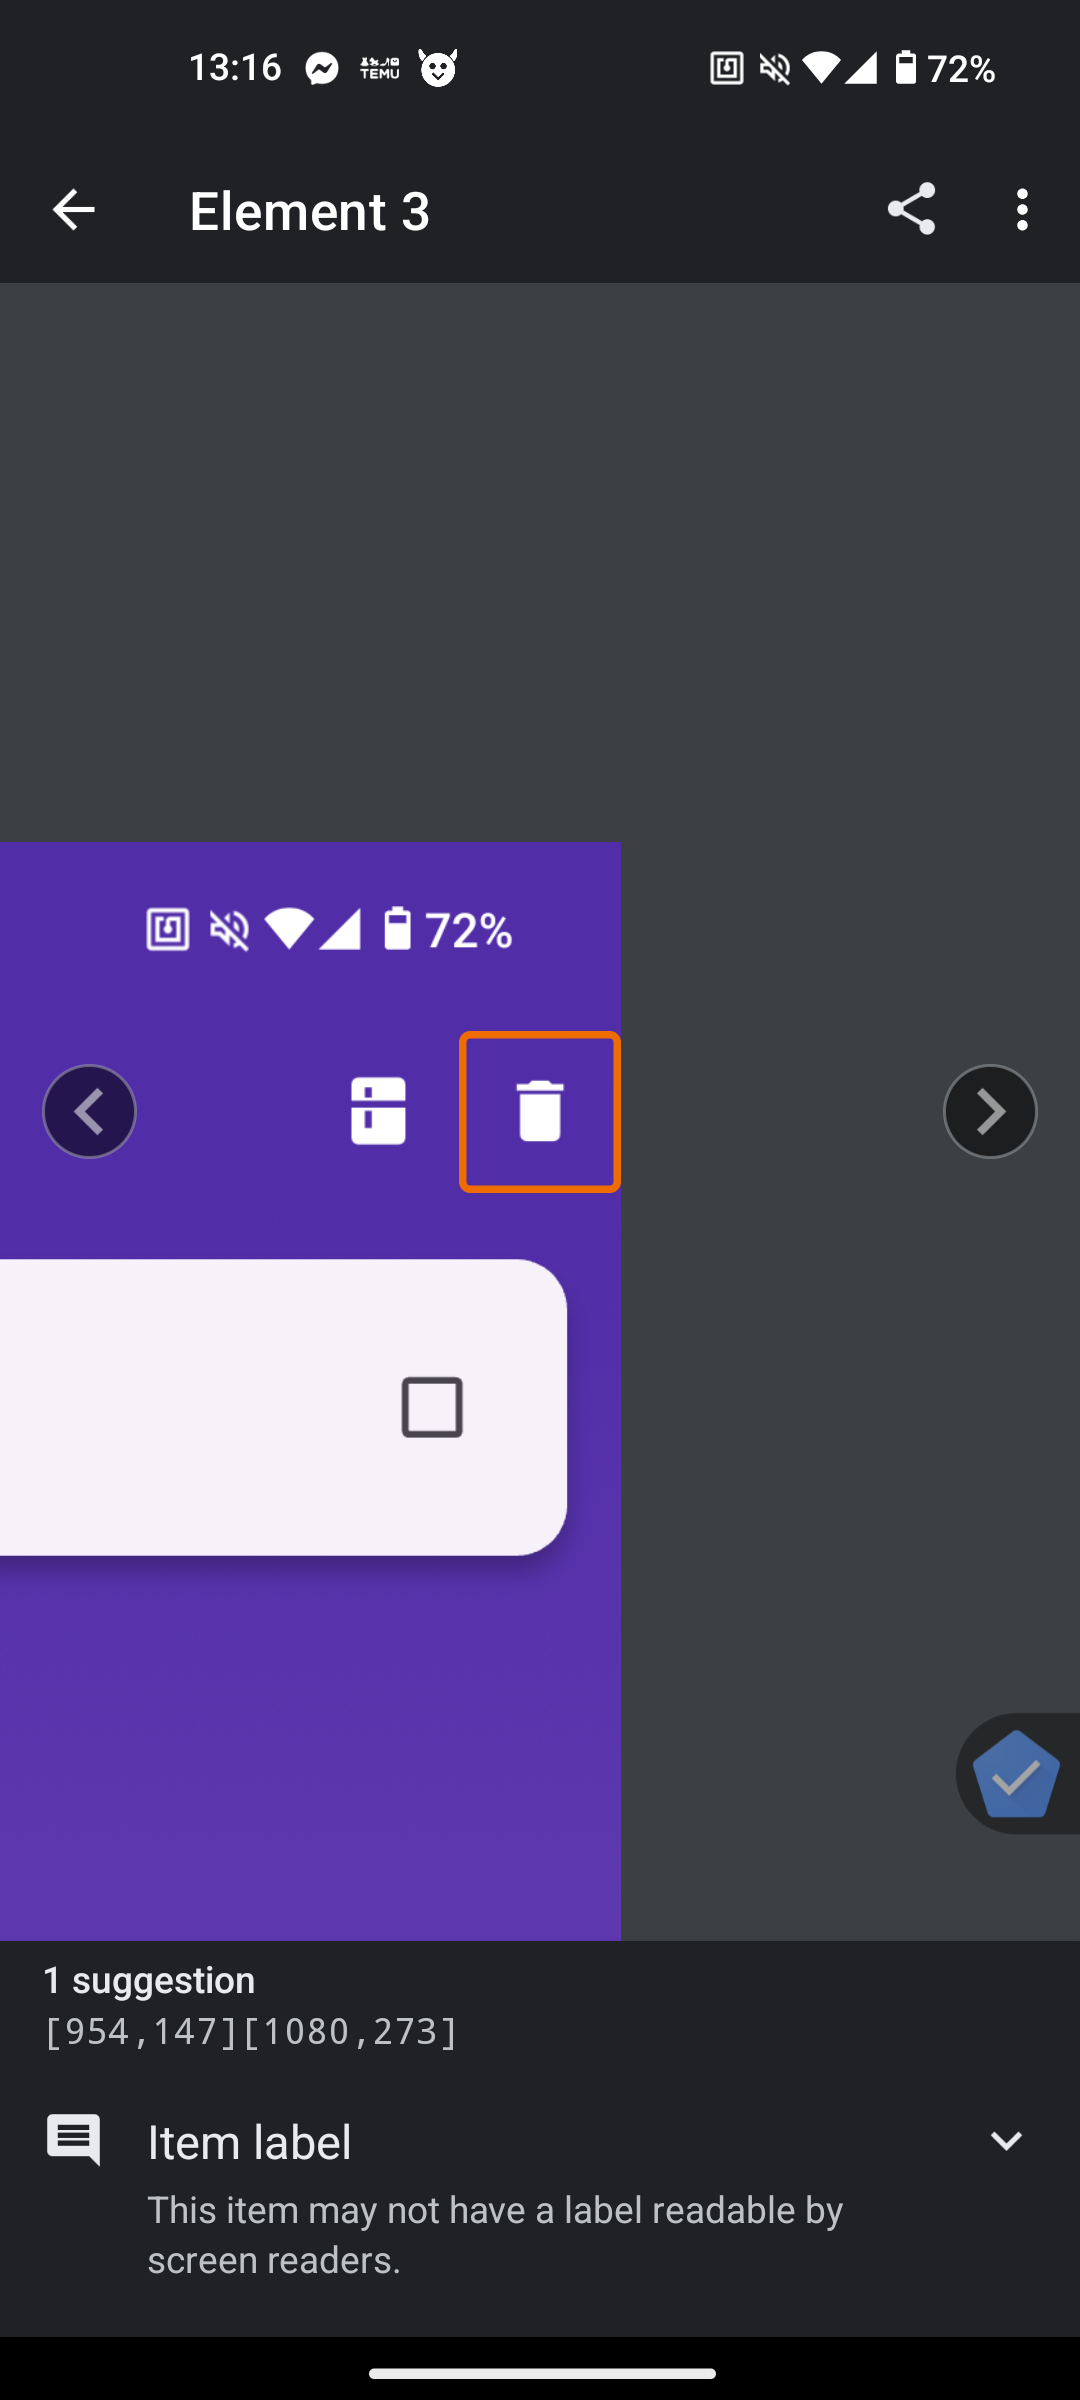 13:16 TEMU 72%
Element 3
72%
1 suggestion
[954,147][1080,273]
Item label
This item may not have a label readable by
screen readers.